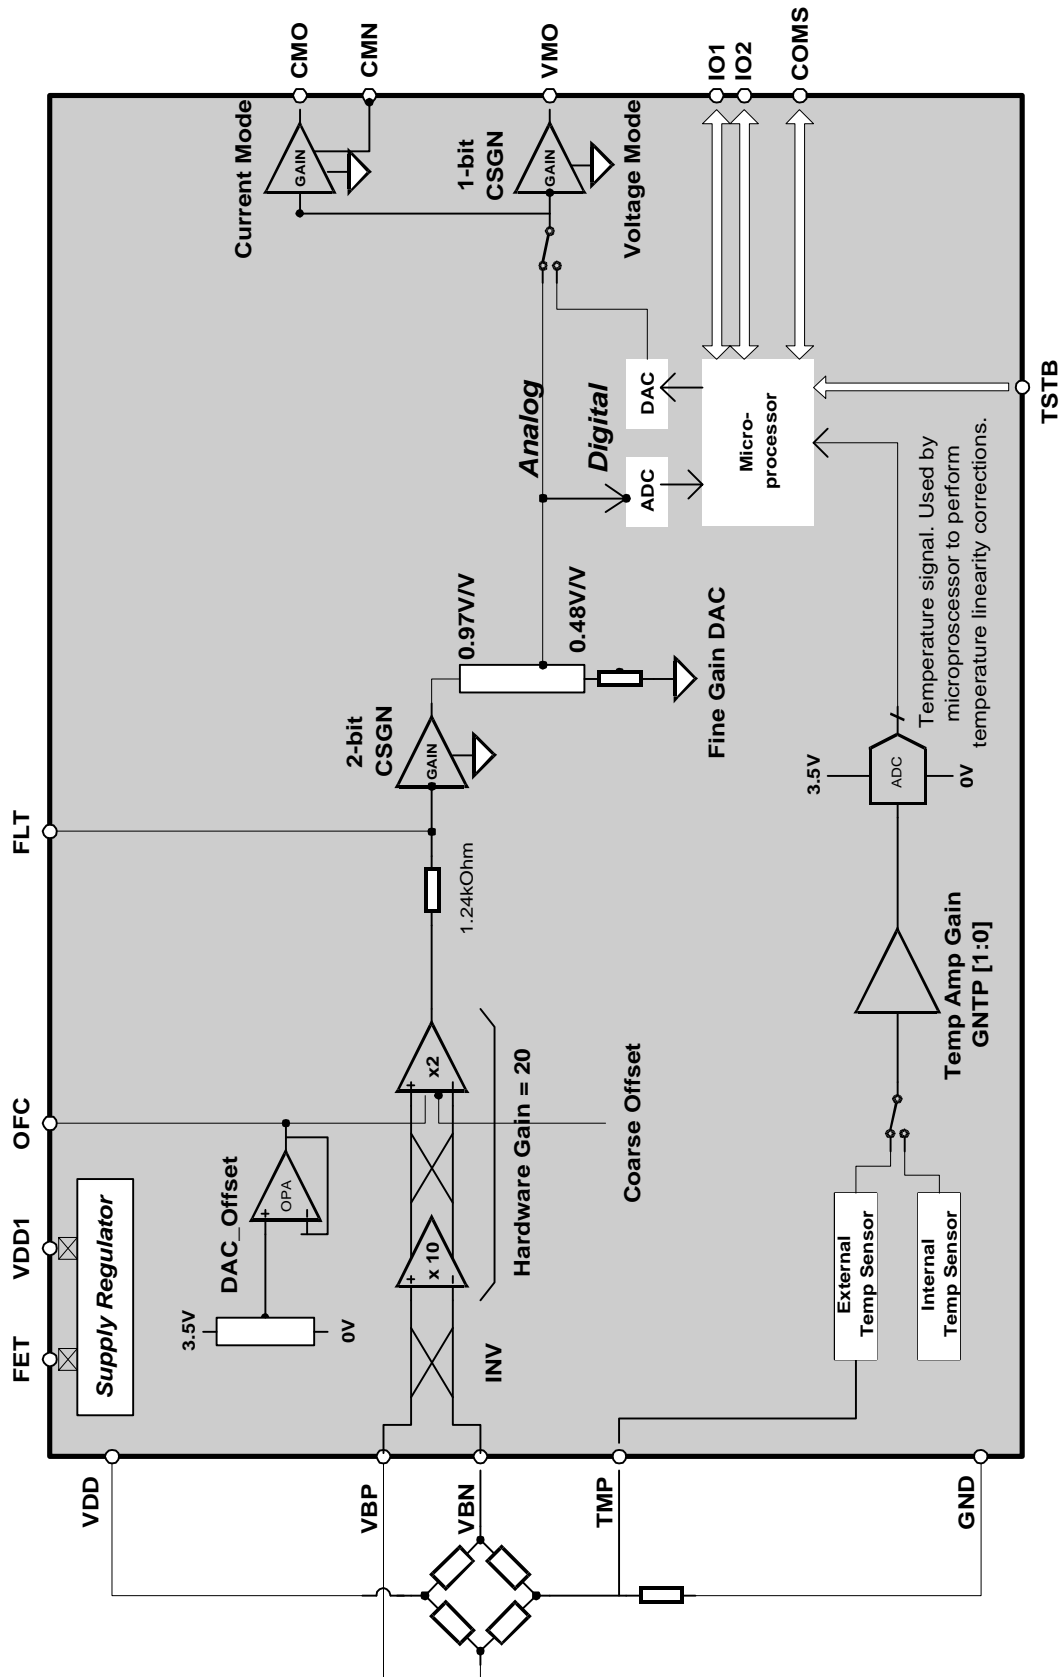 FET
VDD1
OFC
FLT
CMO
CMN
VMO
IO1
IO2
COMS
TSTB
VDD
VBP
VBN
TMP
GND
Supply Regulator
3.5V
0V
DAC_Offset
OPA
+
–
INV
+
–
x 10
+
–
x2
Hardware Gain = 20
Coarse Offset
1.24kOhm
2-bit
CSGN
GAIN
0.97V/V
0.48V/V
Fine Gain DAC
Analog
Digital
ADC
DAC
Micro-
processor
Current Mode
GAIN
1-bit
CSGN
GAIN
Voltage Mode
External
Temp Sensor
Internal
Temp Sensor
Temp Amp Gain
GNTP [1:0]
3.5V
ADC
0V
Temperature signal. Used by
microproscessor to perform
temperature linearity corrections.